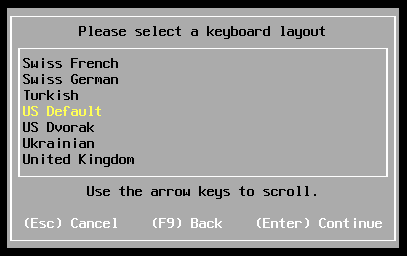 Please select a keyboard layout
Swiss French
Swiss German
Turkish
US Default
US Dvorak
Ukrainian
United Kingdom
Use the arrow keys to scroll.
(Esc) Cancel (F9) Back (Enter) Continue